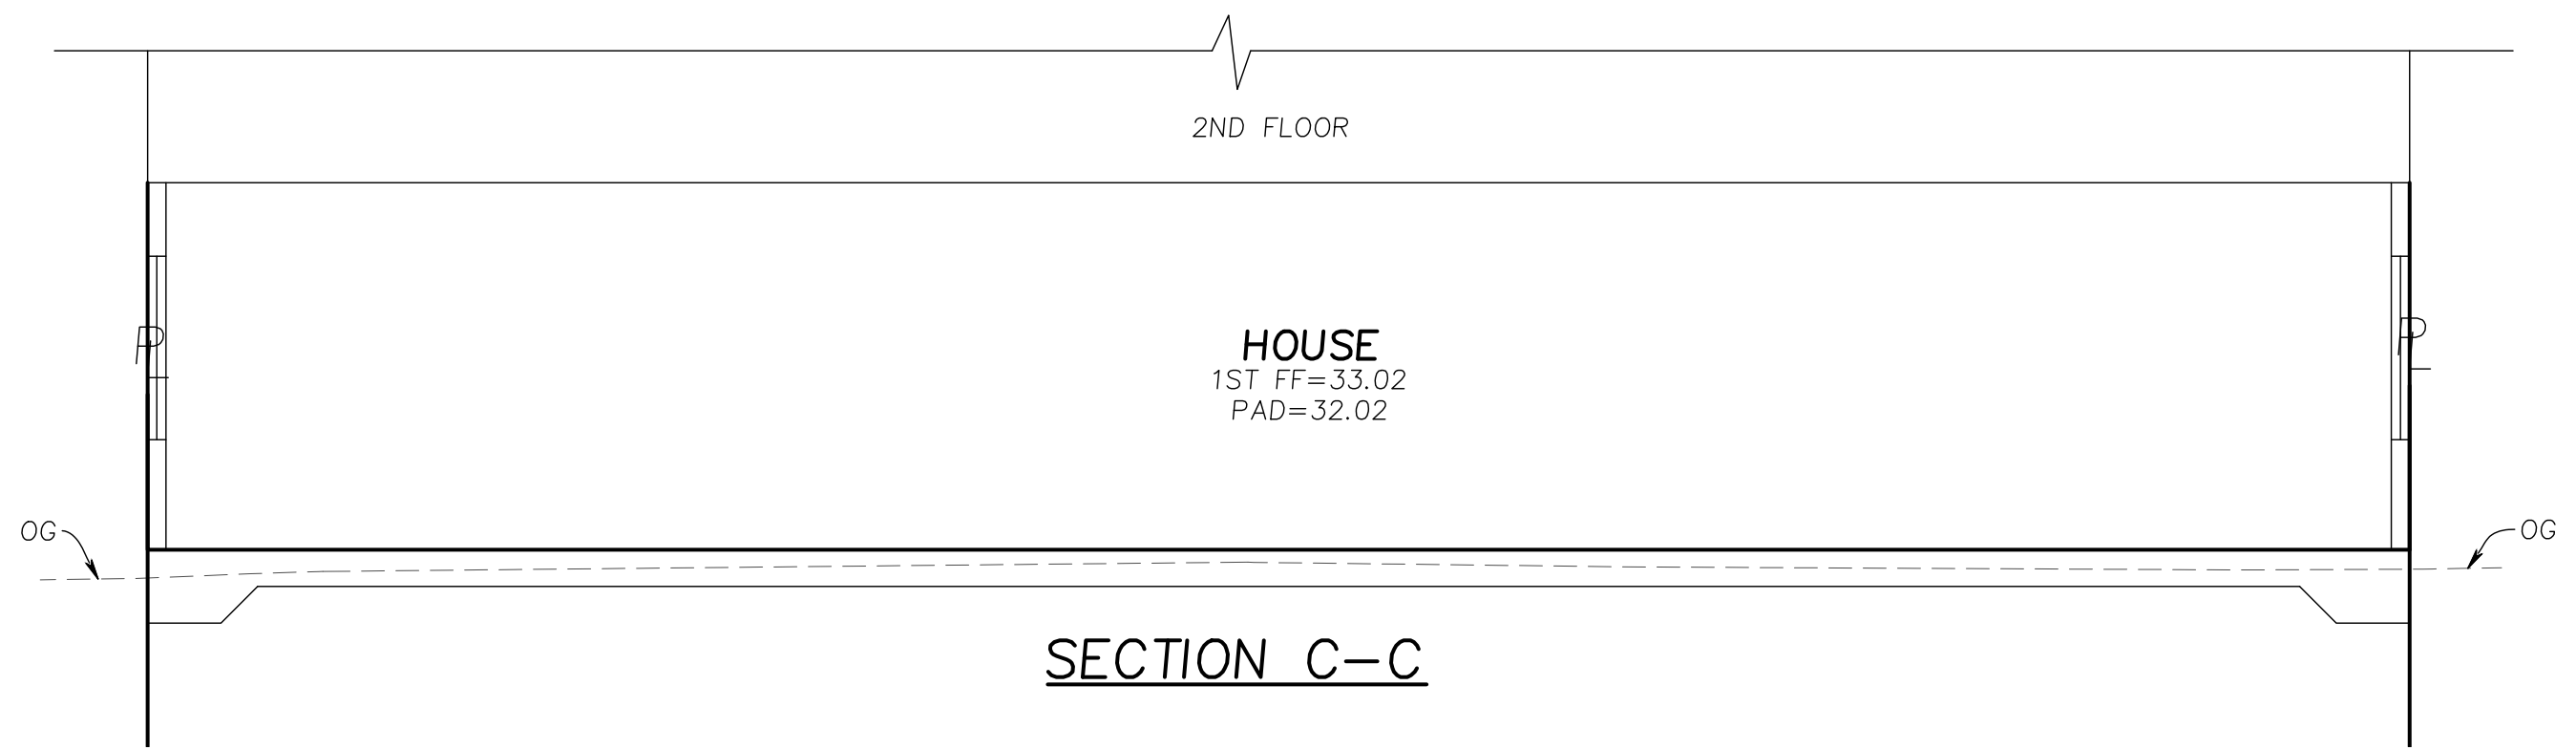 2ND FLOOR
HOUSE
1ST FF=33.02
PAD=32.02
PL
PL
OG
OG
SECTION C-C